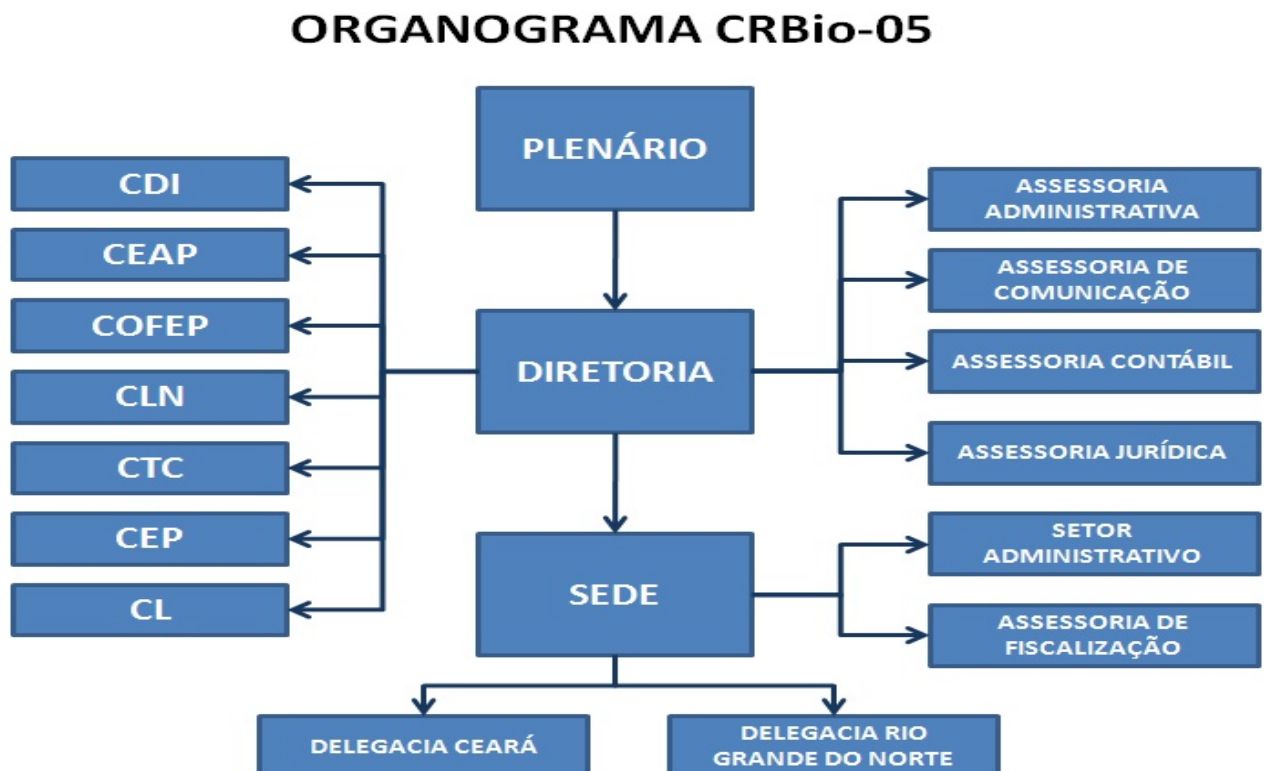 ORGANOGRAMA CRBio-05
PLENÁRIO
CDI
CEAP
COFEP
CLN
CTC
CEP
CL
DIRETORIA
ASSESSORIA
ADMINISTRATIVA
ASSESSORIA DE
COMUNICAÇÃO
ASSESSORIA CONTÁBIL
ASSESSORIA JURÍDICA
SEDE
SETOR
ADMINISTRATIVO
ASSESSORIA DE
FISCALIZAÇÃO
DELEGACIA CEARÁ
DELEGACIA RIO
GRANDE DO NORTE